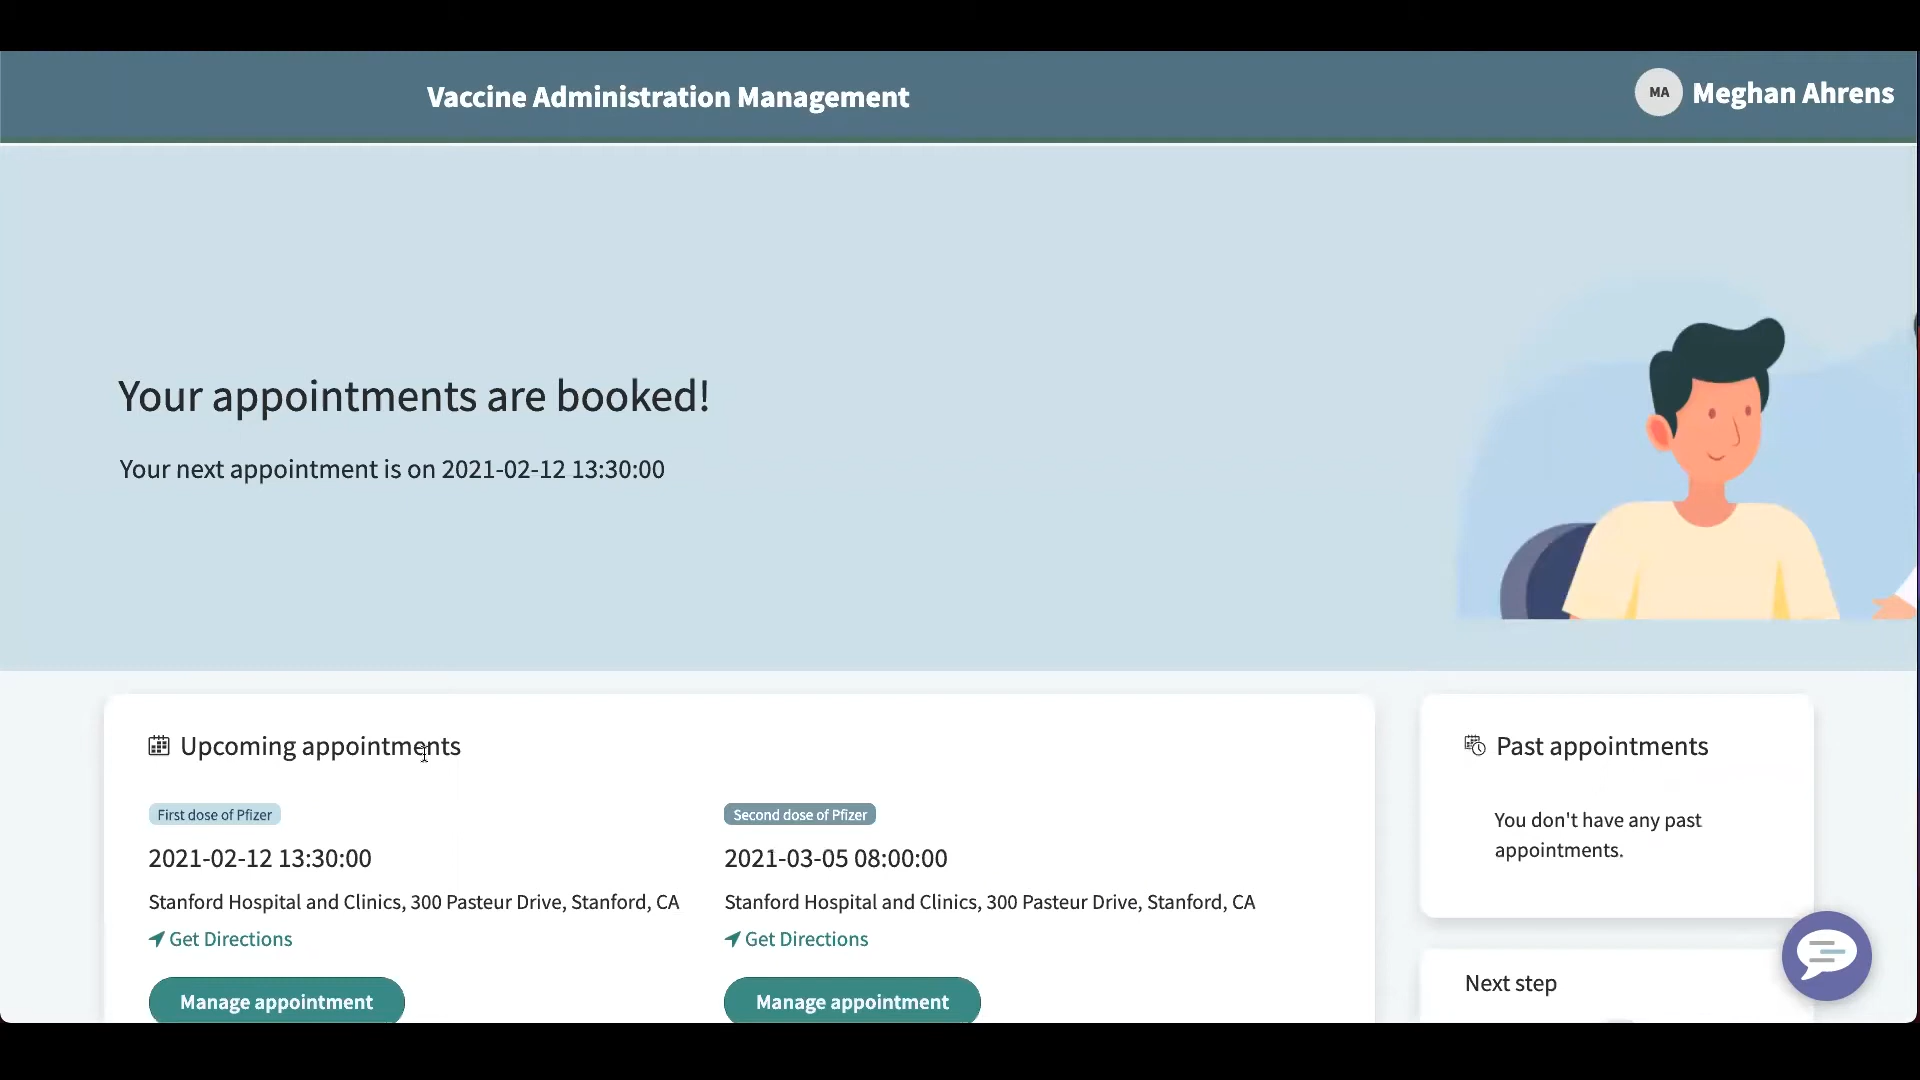 Vaccine Administration Management
MA Meghan Ahrens
Your appointments are booked!
Your next appointment is on 2021-02-12 13:30:00
Upcoming appointments
First dose of Pfizer
2021-02-12 13:30:00
Stanford Hospital and Clinics, 300 Pasteur Drive, Stanford, CA
Get Directions
Manage appointment
Second dose of Pfizer
2021-03-05 08:00:00
Stanford Hospital and Clinics, 300 Pasteur Drive, Stanford, CA
Get Directions
Manage appointment
Past appointments
You don't have any past
appointments.
Next step